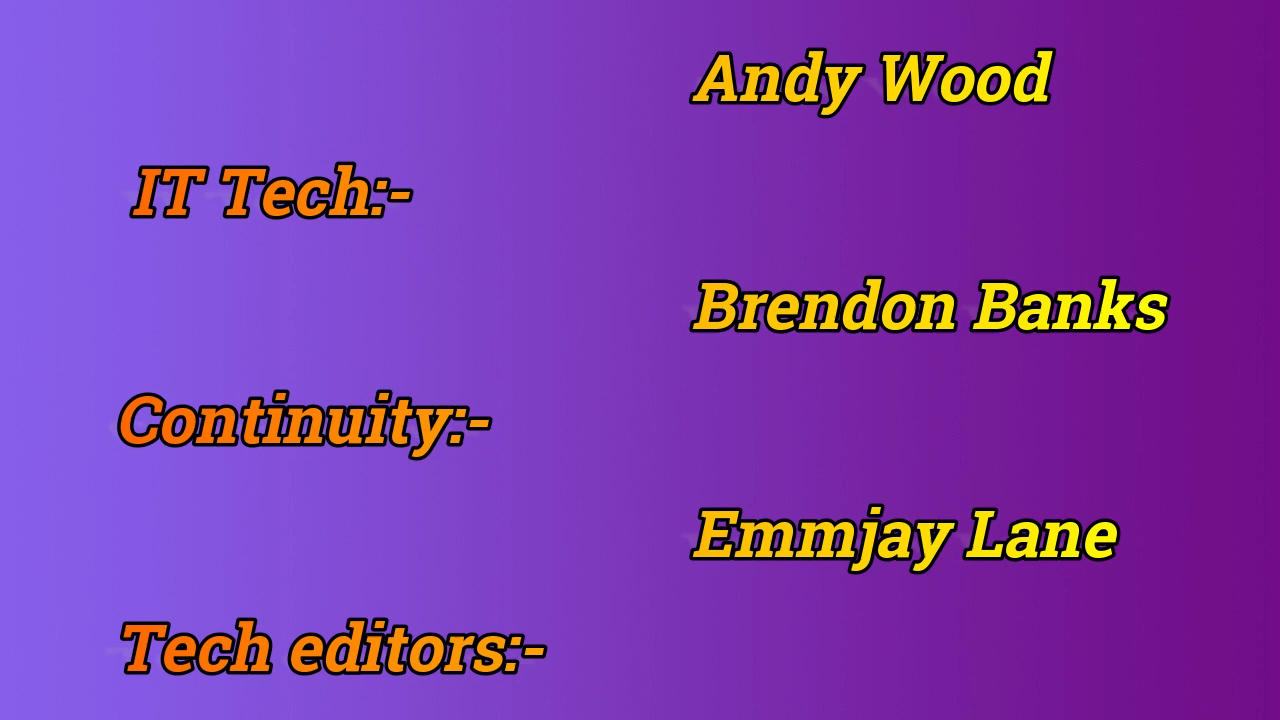 Andy Wood
IT Tech:-
Brendon Banks
Continuity:-
Emmjay Lane
Tech editors:-